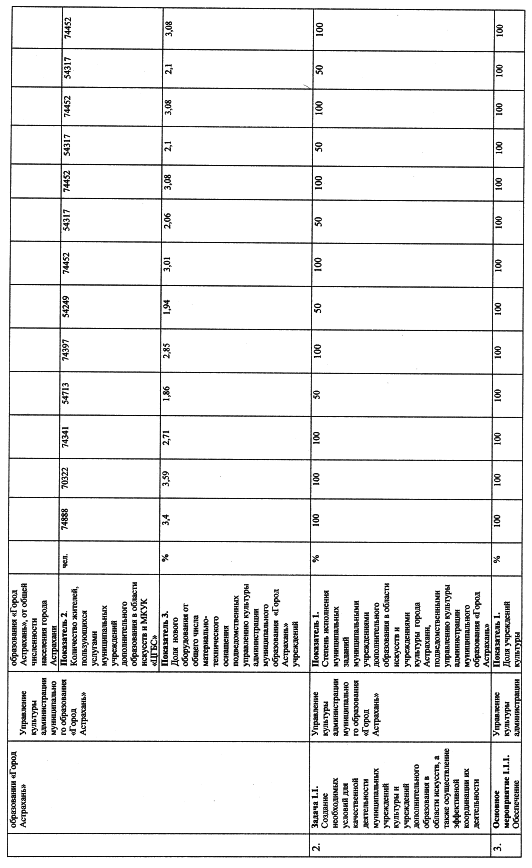 образования «Город
Астрахань»
Управление
культуры
администрации
муниципально
го образования
«Город
Астрахань»
образования «Город
Астрахань», от общей
численности
населения города
Астрахани
Показатель 2.
Количество жителей,
пользующихся
услугами
муниципальных
учреждений
дополнительного
образования в области
искусств и МКУК
«ЦГБС»
чел.
74888
70322
74341
54713
74397
54249
74452
54317
74452
54317
74452
54317
74452
Показатель 3.
Доля нового
оборудования от
общего числа
материально-
технического
оснащения
подведомственных
управлению культуры
администрации
муниципального
образования «Город
Астрахань»
учреждений
%
3,4
3,59
2,71
1,86
2,85
1,94
3,01
2,06
3,08
2,1
3,08
2,1
3,08
2.
Задача 1.1.
Создание
необходимых
условий для
качественной
деятельности
муниципальных
учреждений
культуры и
учреждений
дополнительного
образования в
области искусств, а
также осуществление
эффективной
координации их
деятельности
Управление
культуры
администрации
муниципально
го образования
«Город
Астрахань»
Показатель 1.
Степень исполнения
муниципальных
заданий
муниципальными
учреждениями
дополнительного
образования в области
искусств и
учреждениями
культуры города
Астрахани,
подведомственными
управлению культуры
администрации
муниципального
образования «Город
Астрахань»
%
100
100
100
50
100
50
100
50
100
50
100
50
100
3.
Основное
мероприятие 1.1.1.
Обеспечение
Управление
культуры
администрации
Показатель 1.
Доля учреждений
культуры
%
100
100
100
100
100
100
100
100
100
100
100
100
100